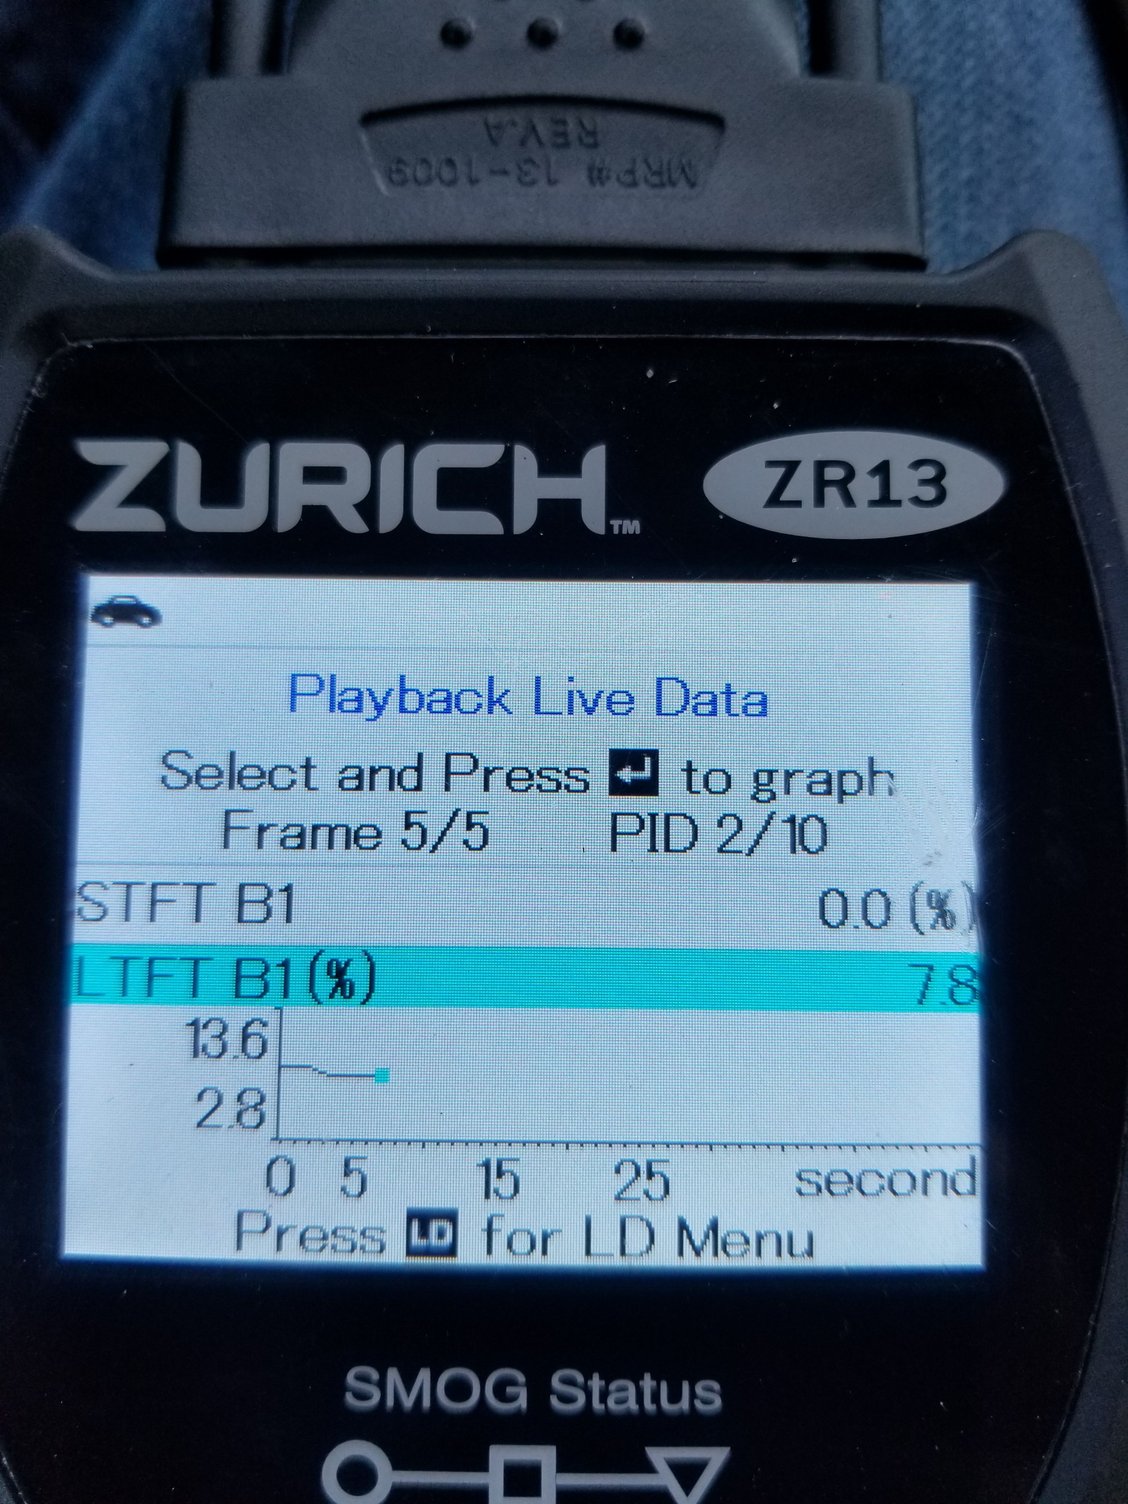 MRP# 13-1009
REV.A
ZURICH™ ZR13
Playback Live Data
Select and Press to graph
Frame 5/5 PID 2/10
STFT B1 0.0 (%)
LTFT B1(%) 7.8
13.6
2.8
0 5 15 25 second
Press LD for LD Menu
SMOG Status